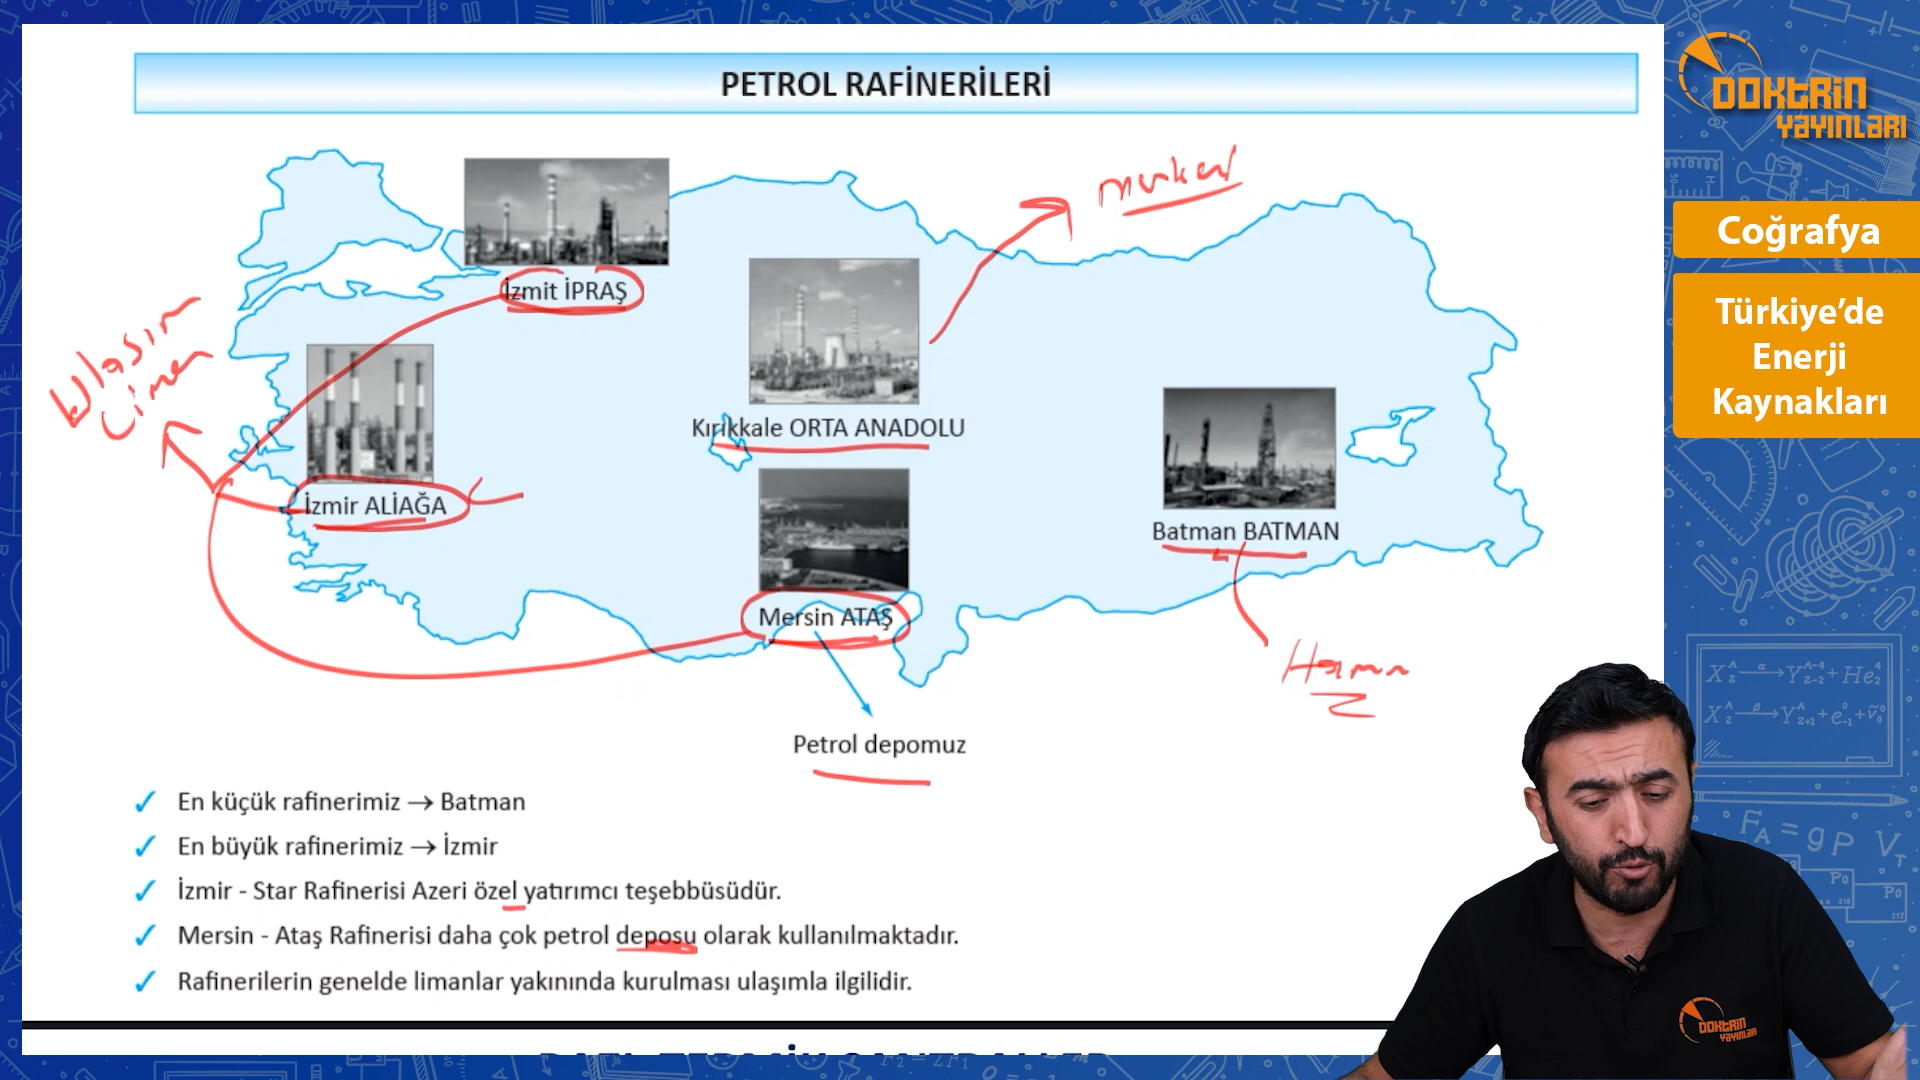 PETROL RAFİNERİLERİ
DOKTRİN
YAYINLARI
Coğrafya
Türkiye’de
Enerji
Kaynakları
İzmit İPRAŞ
Kırıkkale ORTA ANADOLU
İzmir ALİAĞA
Batman BATMAN
Mersin ATAŞ
Petrol depomuz
✓ En küçük rafinerimiz → Batman
✓ En büyük rafinerimiz → İzmir
✓ İzmir - Star Rafinerisi Azeri özel yatırımcı teşebbüsüdür.
✓ Mersin - Ataş Rafinerisi daha çok petrol deposu olarak kullanılmaktadır.
✓ Rafinerilerin genelde limanlar yakınında kurulması ulaşımla ilgilidir.
DOKTRİN
YAYINLARI